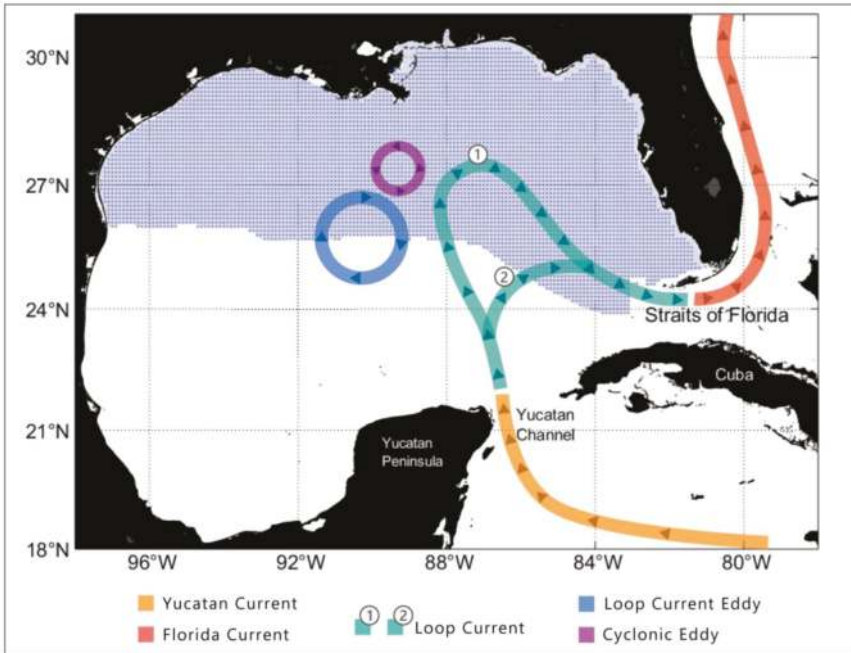 30°N
27°N
24°N
21°N
18°N
1
2
Straits of Florida
Cuba
Yucatan
Channel
Yucatan
Peninsula
96°W 92°W 88°W 84°W 80°W
Yucatan Current
Florida Current
1 2 Loop Current
Loop Current Eddy
Cyclonic Eddy